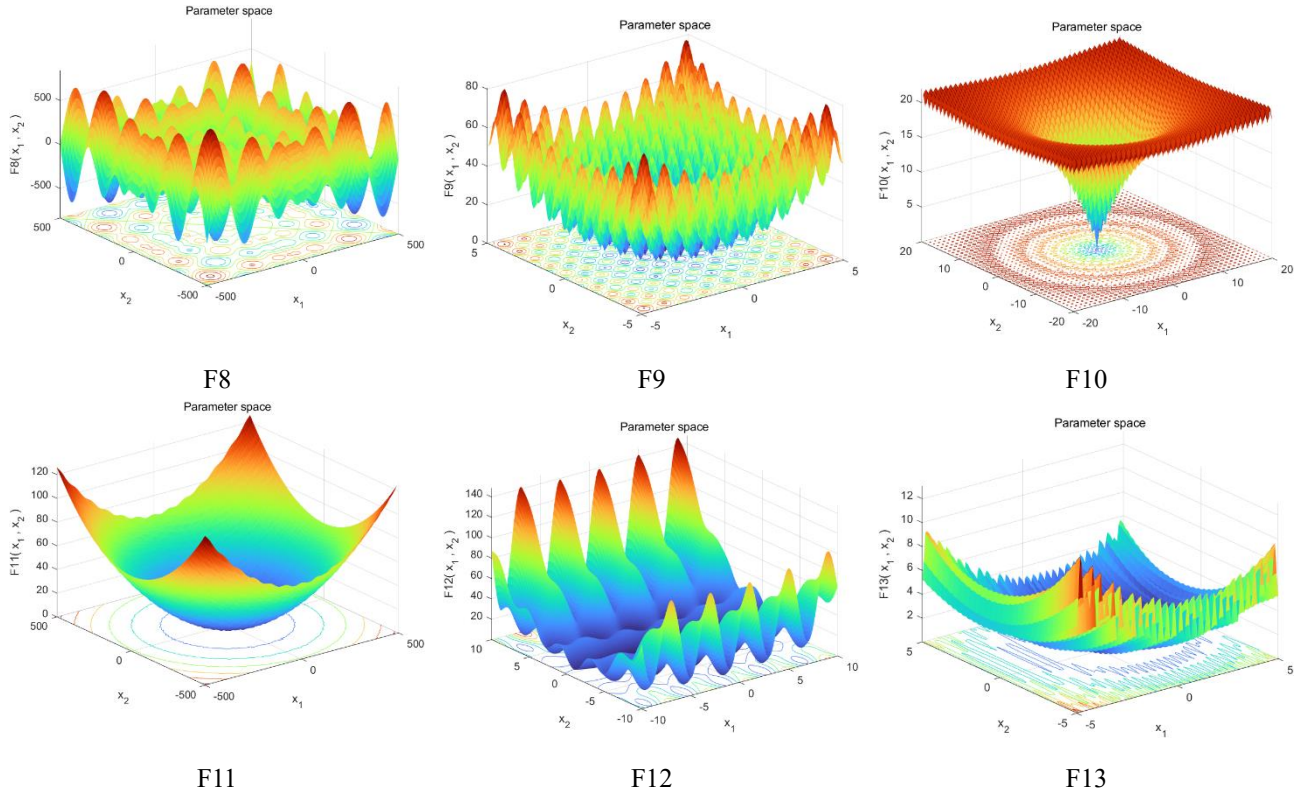 Parameter space
F8( x₁ , x₂ )
500
0
-500
500
0
-500
x₂
-500
0
500
x₁
F8
Parameter space
F9( x₁ , x₂ )
80
60
40
20
0
5
0
-5
x₂
-5
0
5
x₁
F9
Parameter space
F10( x₁ , x₂ )
20
15
10
5
20
10
0
-10
-20
x₂
-20
-10
0
10
20
x₁
F10
Parameter space
F11( x₁ , x₂ )
120
100
80
60
40
20
0
500
0
-500
x₂
-500
0
500
x₁
F11
Parameter space
F12( x₁ , x₂ )
140
120
100
80
60
40
20
10
5
0
-5
-10
x₂
-10
-5
0
5
10
x₁
F12
Parameter space
F13( x₁ , x₂ )
12
10
8
6
4
2
5
0
-5
x₂
-5
0
5
x₁
F13